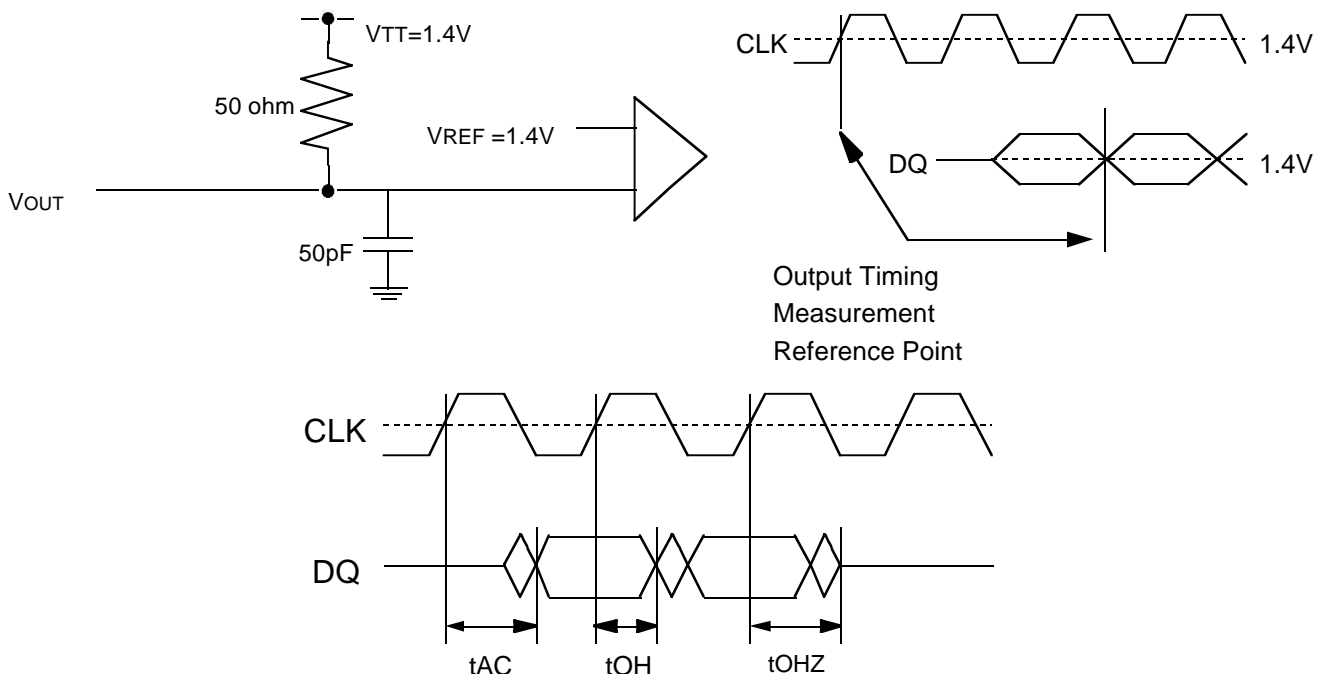 VTT=1.4V
50 ohm
VREF =1.4V
VOUT
50pF
CLK
1.4V
DQ
1.4V
Output Timing
Measurement
Reference Point
CLK
DQ
tAC
tOH
tOHZ